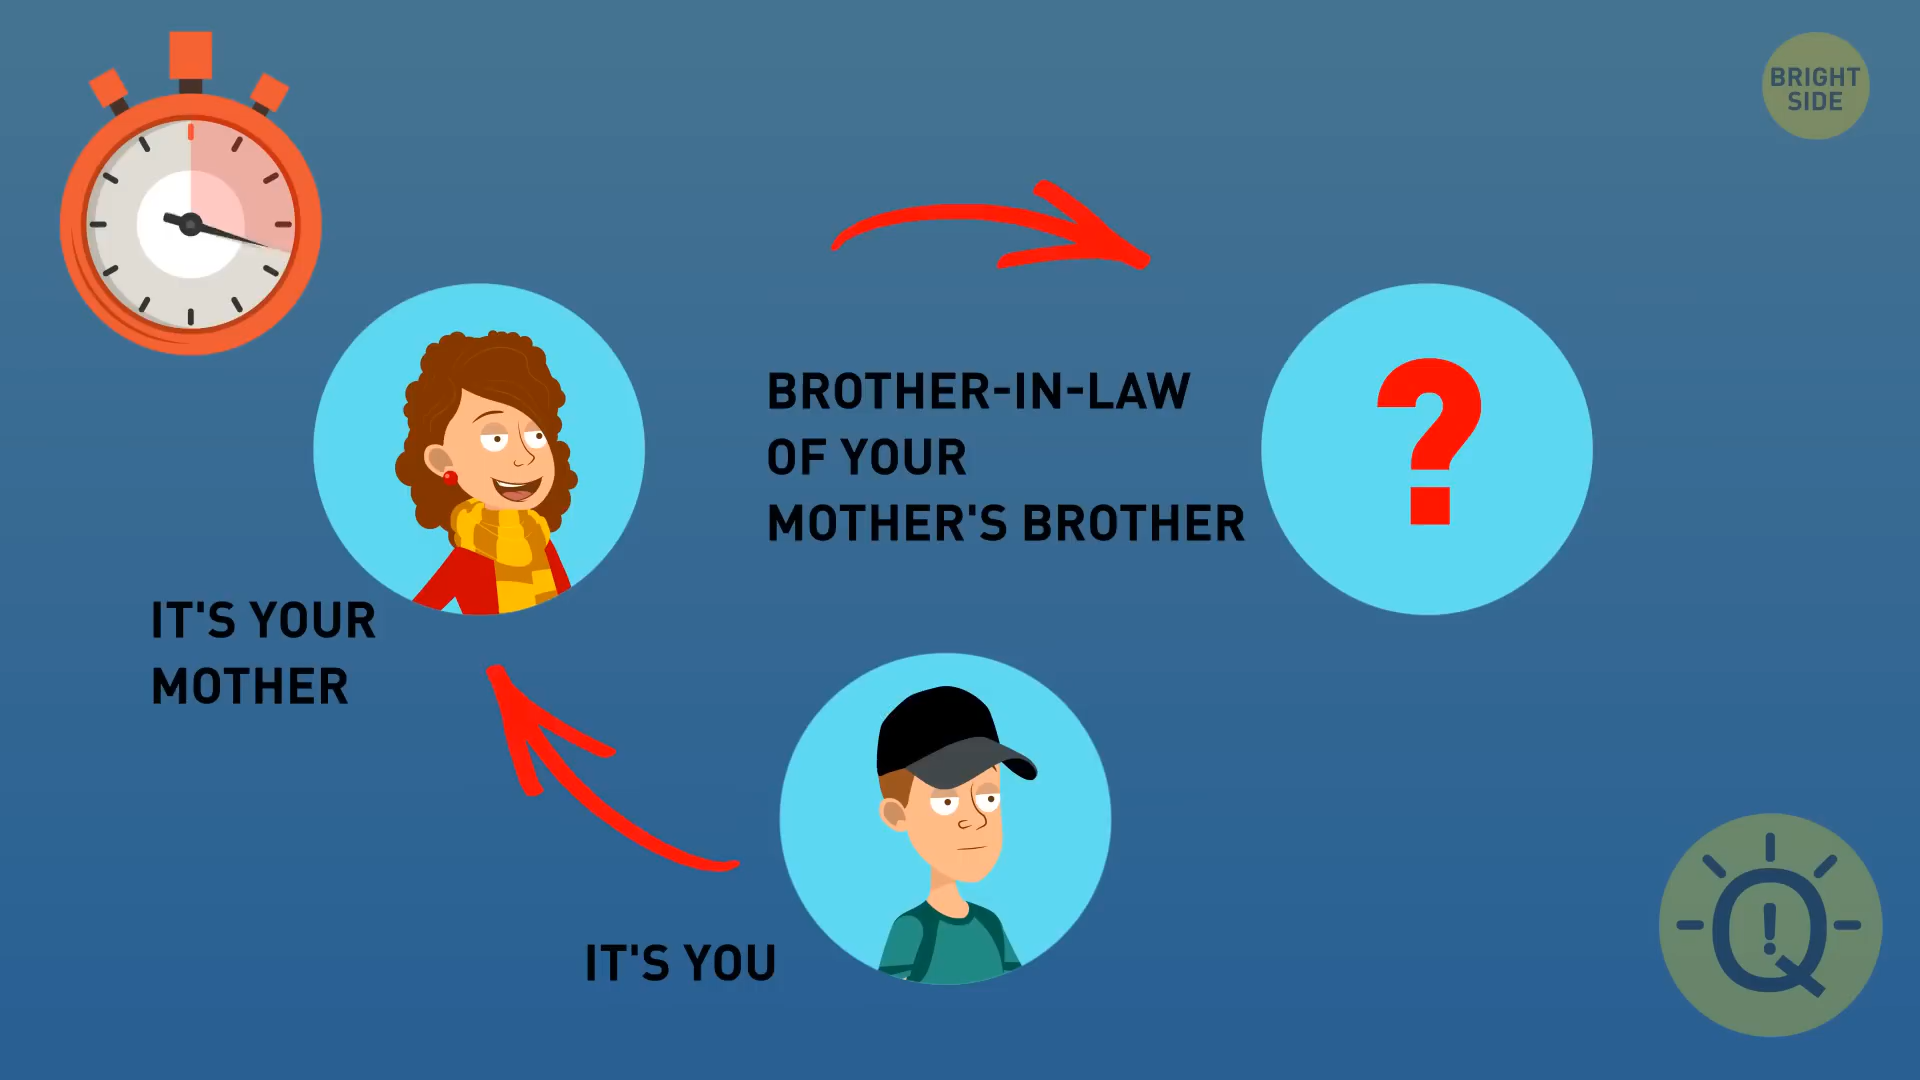 BRIGHT
SIDE
BROTHER-IN-LAW
OF YOUR
MOTHER'S BROTHER
?
IT'S YOUR
MOTHER
IT'S YOU
Q!